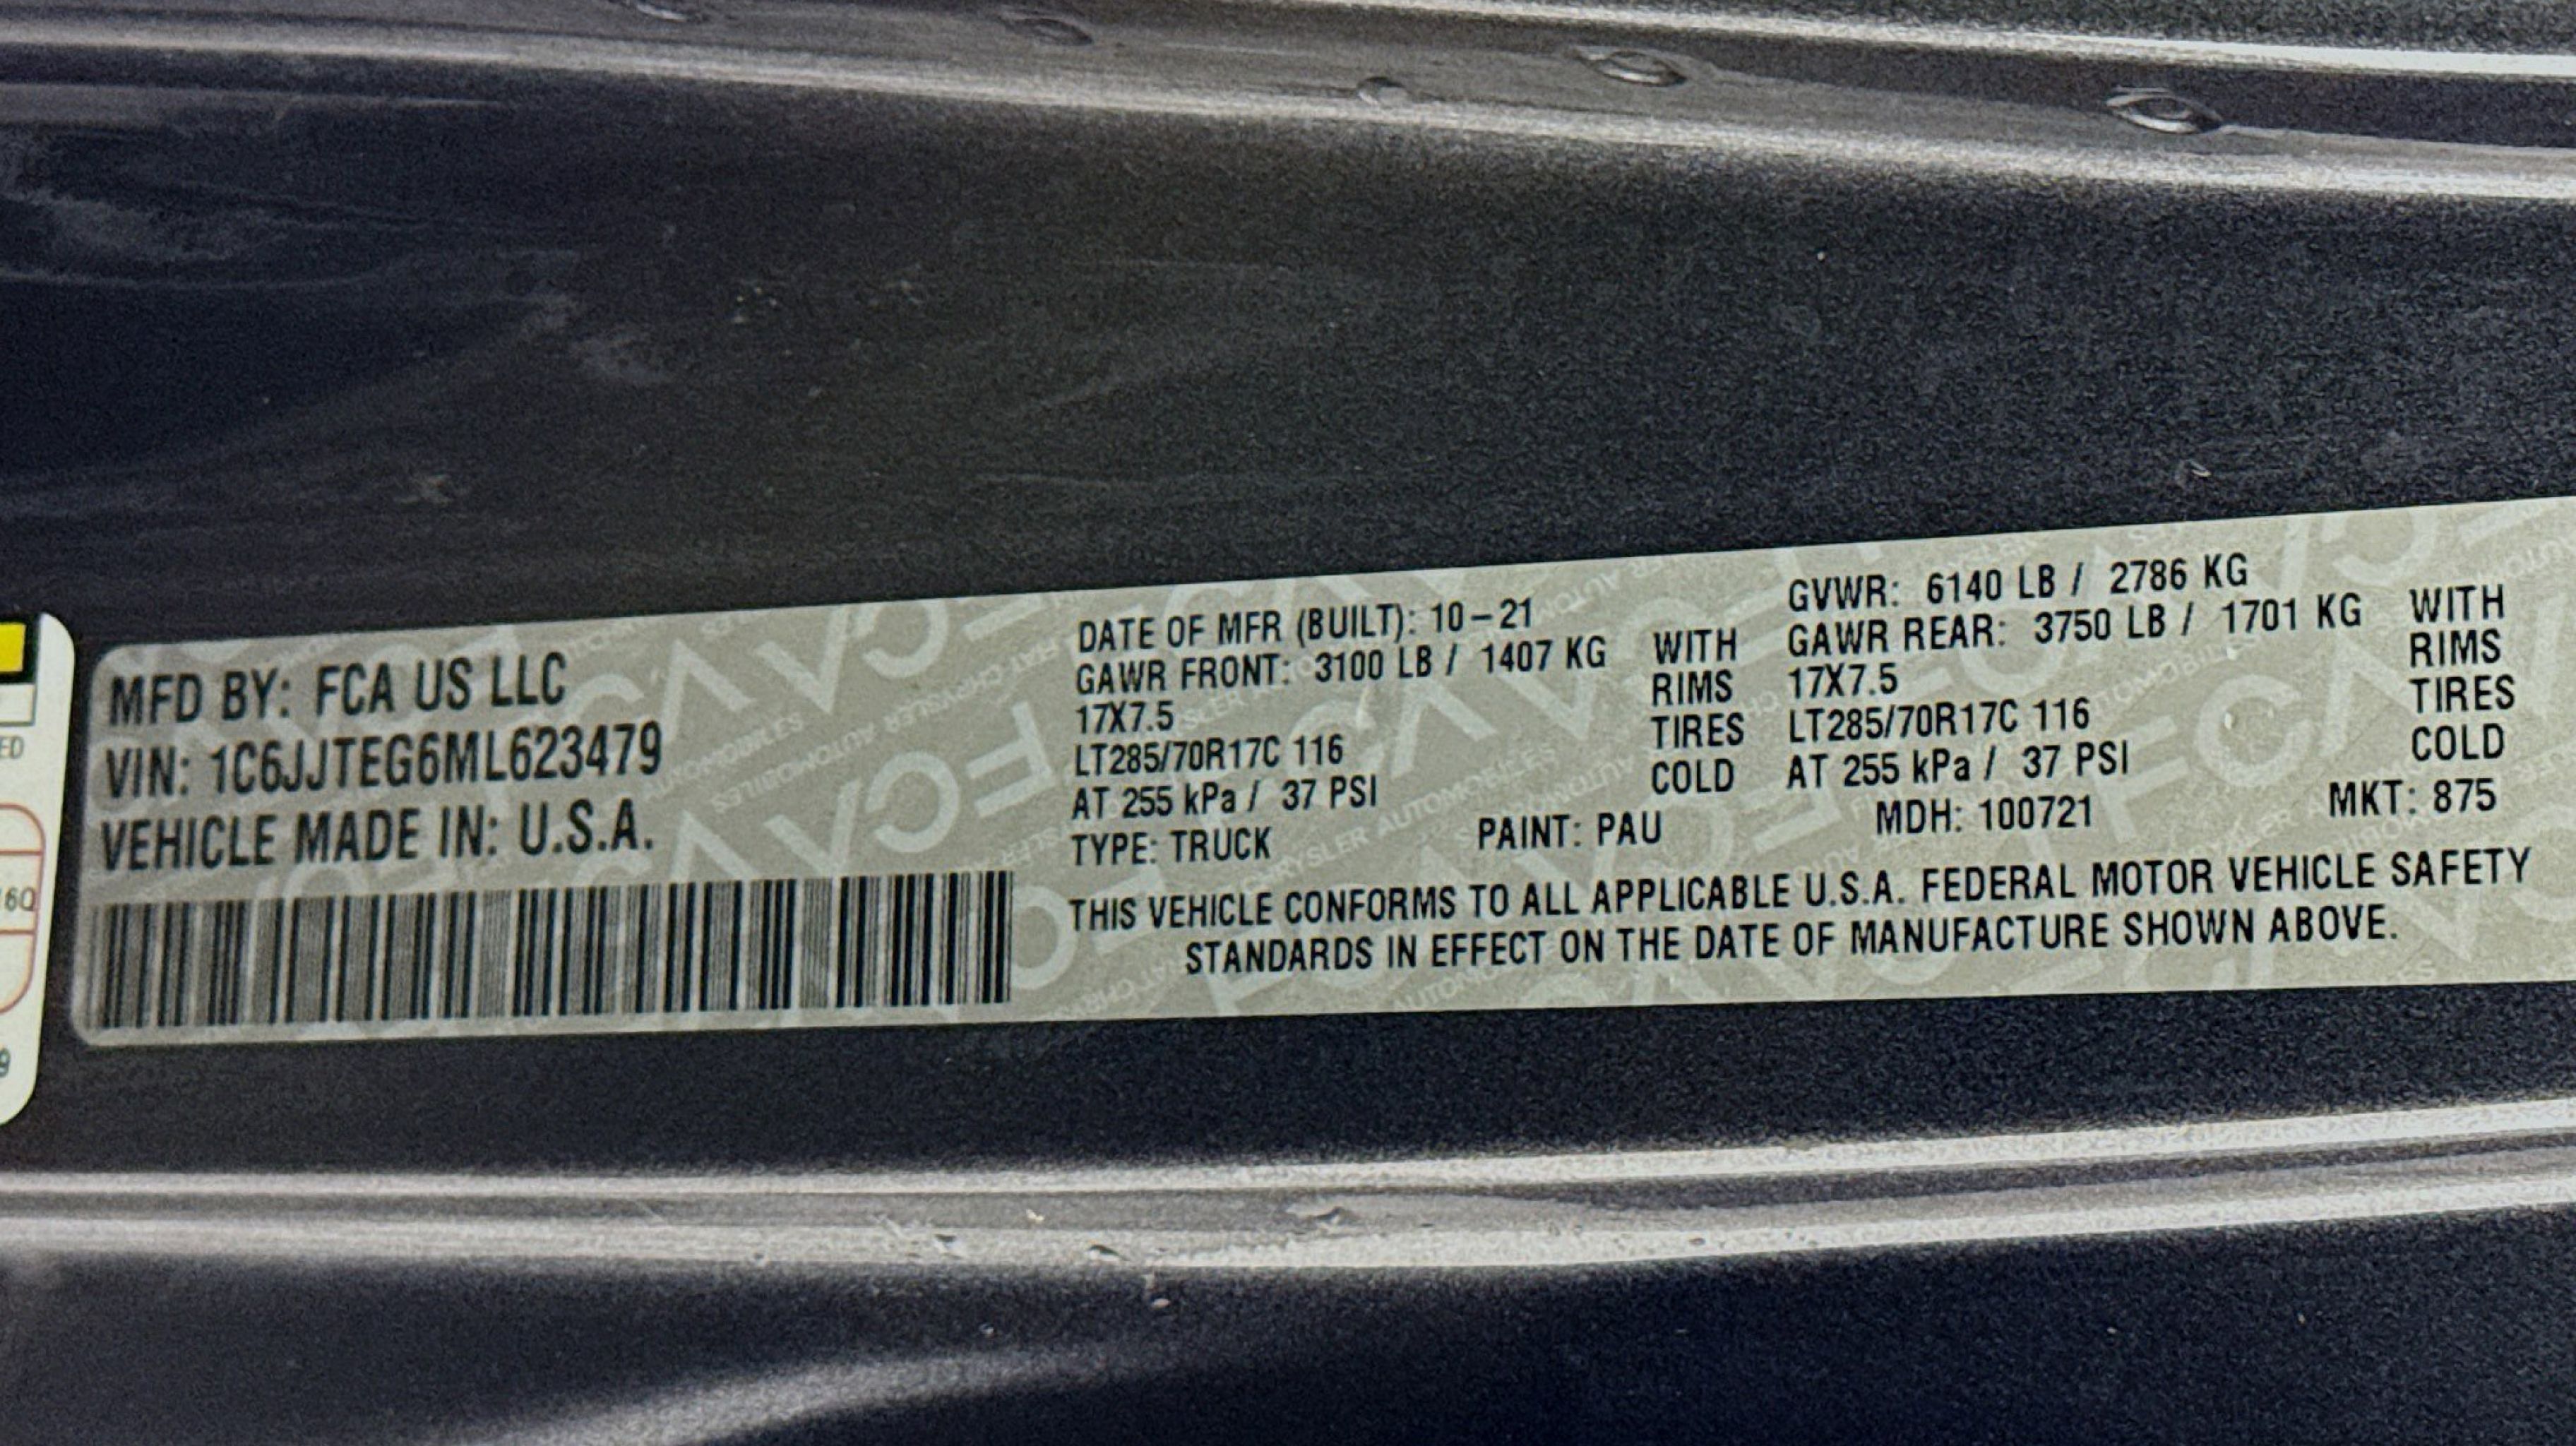 MFD BY: FCA US LLC
VIN: 1C6JJTEG6ML623479
VEHICLE MADE IN: U.S.A.
DATE OF MFR (BUILT): 10-21
GAWR FRONT: 3100 LB / 1407 KG WITH
17X7.5 RIMS
LT285/70R17C 116 TIRES
AT 255 kPa / 37 PSI COLD
GVWR: 6140 LB / 2786 KG
GAWR REAR: 3750 LB / 1701 KG WITH
17X7.5 RIMS
LT285/70R17C 116 TIRES
AT 255 kPa / 37 PSI COLD
TYPE: TRUCK PAINT: PAU MDH: 100721 MKT: 875
THIS VEHICLE CONFORMS TO ALL APPLICABLE U.S.A. FEDERAL MOTOR VEHICLE SAFETY
STANDARDS IN EFFECT ON THE DATE OF MANUFACTURE SHOWN ABOVE.